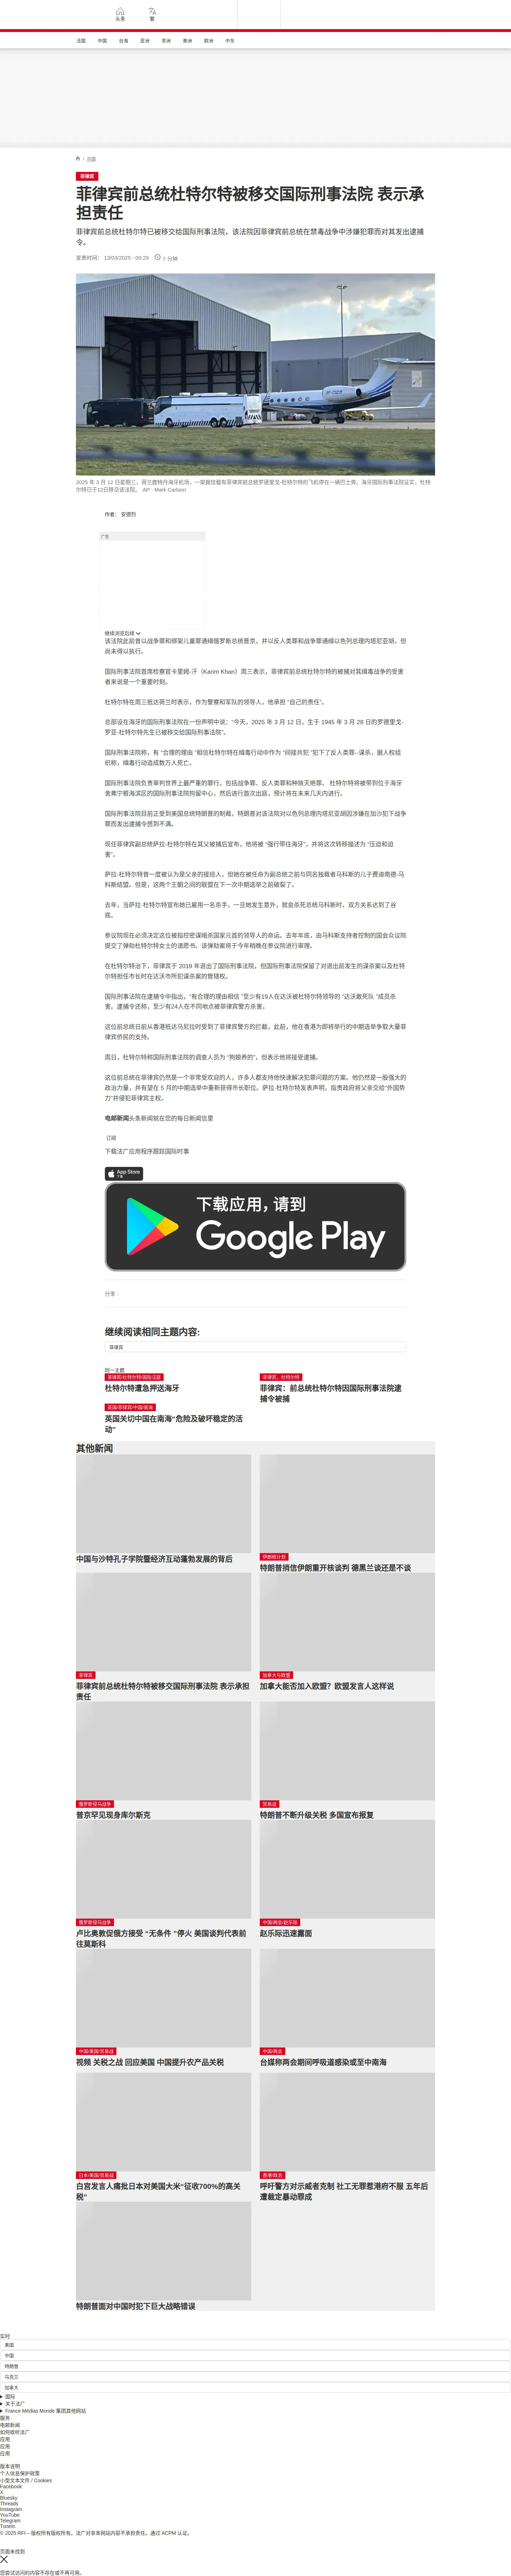 头条
繁
法国
中国
台海
亚洲
非洲
美洲
欧洲
中东
/ 滚国
菲律宾
菲律宾前总统杜特尔特被移交国际刑事法院 表示承
担责任
菲律宾前总统杜特尔特已被移交给国际刑事法院，该法院因菲律宾前总统在禁毒战争中涉嫌犯罪而对其发出逮捕
令。
发表时间： 13/03/2025 - 00:29
7 分钟
2025 年 3 月 12 日星期三，荷兰鹿特丹海牙机场，一架据信载有菲律宾前总统罗德里戈-杜特尔特的飞机停在一辆巴士旁。海牙国际刑事法院证实，杜特
尔特已于12日移交该法院。 AP - Mark Carlson
作者： 安德烈
广告
继续浏览后续
该法院此前曾以战争罪和绑架儿童罪通缉俄罗斯总统普京，并以反人类罪和战争罪通缉以色列总理内塔尼亚胡，但
尚未得以执行。
国际刑事法院首席检察官卡里姆-汗（Karim Khan）周三表示，菲律宾前总统杜特尔特的被捕对其缉毒战争的受害
者来说是一个重要时刻。
杜特尔特在周三抵达荷兰时表示，作为警察和军队的领导人，他承担 “自己的责任”。
总部设在海牙的国际刑事法院在一份声明中说：“今天，2025 年 3 月 12 日，生于 1945 年 3 月 28 日的罗德里戈-
罗亚-杜特尔特先生已被移交给国际刑事法院”。
国际刑事法院称，有 “合理的理由 ”相信杜特尔特在缉毒行动中作为 “间接共犯 ”犯下了反人类罪--谋杀，据人权组
织称，缉毒行动造成数万人死亡。
国际刑事法院负责审判世界上最严重的罪行，包括战争罪、反人类罪和种族灭绝罪。 杜特尔特将被带到位于海牙
舍弗宁根海滨区的国际刑事法院拘留中心，然后进行首次出庭，预计将在未来几天内进行。
国际刑事法院目前正受到美国总统特朗普的制裁，特朗普对该法院对以色列总理内塔尼亚胡因涉嫌在加沙犯下战争
罪而发出逮捕令感到不满。
现任菲律宾副总统萨拉-杜特尔特在其父被捕后宣布，他将被 “强行带往海牙”，并将这次转移描述为 “压迫和迫
害”。
萨拉-杜特尔特曾一度被认为是父亲的接班人，但她在被任命为副总统之前与同名独裁者马科斯的儿子费迪南德-马
科斯结盟。但是，这两个王朝之间的联盟在下一次中期选举之前破裂了。
去年，当萨拉·杜特尔特宣布她已雇用一名杀手，一旦她发生意外，就会杀死总统马科斯时，双方关系达到了谷
底。
参议院现在必须决定这位被指控密谋暗杀国家元首的领导人的命运。去年年底，由马科斯支持者控制的国会众议院
提交了弹劾杜特尔特女士的请愿书。该弹劾案将于今年稍晚在参议院进行审理。
在杜特尔特治下，菲律宾于 2019 年退出了国际刑事法院，但国际刑事法院保留了对退出前发生的谋杀案以及杜特
尔特担任市长时在达沃市所犯谋杀案的管辖权。
国际刑事法院在逮捕令中指出，“有合理的理由相信 ”至少有19人在达沃被杜特尔特领导的 “达沃敢死队 ”成员杀
害。逮捕令还称，至少有24人在不同地点被菲律宾警方杀害。
这位前总统日前从香港抵达马尼拉时受到了菲律宾警方的拦截，此前，他在香港为即将举行的中期选举争取大量菲
律宾侨民的支持。
周日，杜特尔特称国际刑事法院的调查人员为 “狗娘养的”，但表示他将接受逮捕。
这位前总统在菲律宾仍然是一个非常受欢迎的人，许多人都支持他快速解决犯罪问题的方案。他仍然是一般强大的
政治力量，并有望在 5 月的中期选举中重新获得市长职位。萨拉·杜特尔特发表声明，指责政府将父亲交给“外国势
力”并侵犯菲律宾主权。
电邮新闻头条新闻就在您的每日新闻信里
订阅
下载法广应用程序跟踪国际时事
App Store
下载
下载应用，请到
Google Play
分享 :
继续阅读相同主题内容:
菲律宾
同一主题
菲律宾/杜特尔特/国际法庭
杜特尔特遭急押送海牙
菲律宾、杜特尔特
菲律宾：前总统杜特尔特因国际刑事法院逮
捕令被捕
英国/菲律宾/中国/南海
英国关切中国在南海“危险及破坏稳定的活
动”
其他新闻
中国与沙特孔子学院暨经济互动蓬勃发展的背后
伊朗核计划
特朗普捎信伊朗重开核谈判 德黑兰谈还是不谈
菲律宾
菲律宾前总统杜特尔特被移交国际刑事法院 表示承担
责任
加拿大与欧盟
加拿大能否加入欧盟？欧盟发言人这样说
俄罗斯侵乌战争
普京罕见现身库尔斯克
贸易战
特朗普不断升级关税 多国宣布报复
俄罗斯侵乌战争
卢比奥敦促俄方接受 “无条件 ”停火 美国谈判代表前
往莫斯科
中国/两会/赵乐际
赵乐际迅速露面
中国/美国/贸易战
视频 关税之战 回应美国 中国提升农产品关税
中国/两会
台媒称两会期间呼吸道感染或至中南海
日本/美国/贸易战
白宫发言人痛批日本对美国大米“征收700%的高关
税”
香港/政治
呼吁警方对示威者克制 社工无罪惹港府不服 五年后
遭裁定暴动罪成
特朗普面对中国时犯下巨大战略错误
实时
美国
中国
特朗普
乌克兰
加拿大
国际
关于法广
France Médias Monde 集团其他网站
服务
电邮新闻
如何收听法广
应用
应用
应用
版本说明
个人信息保护政策
小型文本文件 / Cookies
Facebook
X
Bluesky
Threads
Instagram
YouTube
Telegram
TuneIn
© 2025 RFI – 版权所有版权所有。法广对非本网站内容不承担责任。通过 ACPM 认证。
页面未找到
您尝试访问的内容不存在或不再可用。